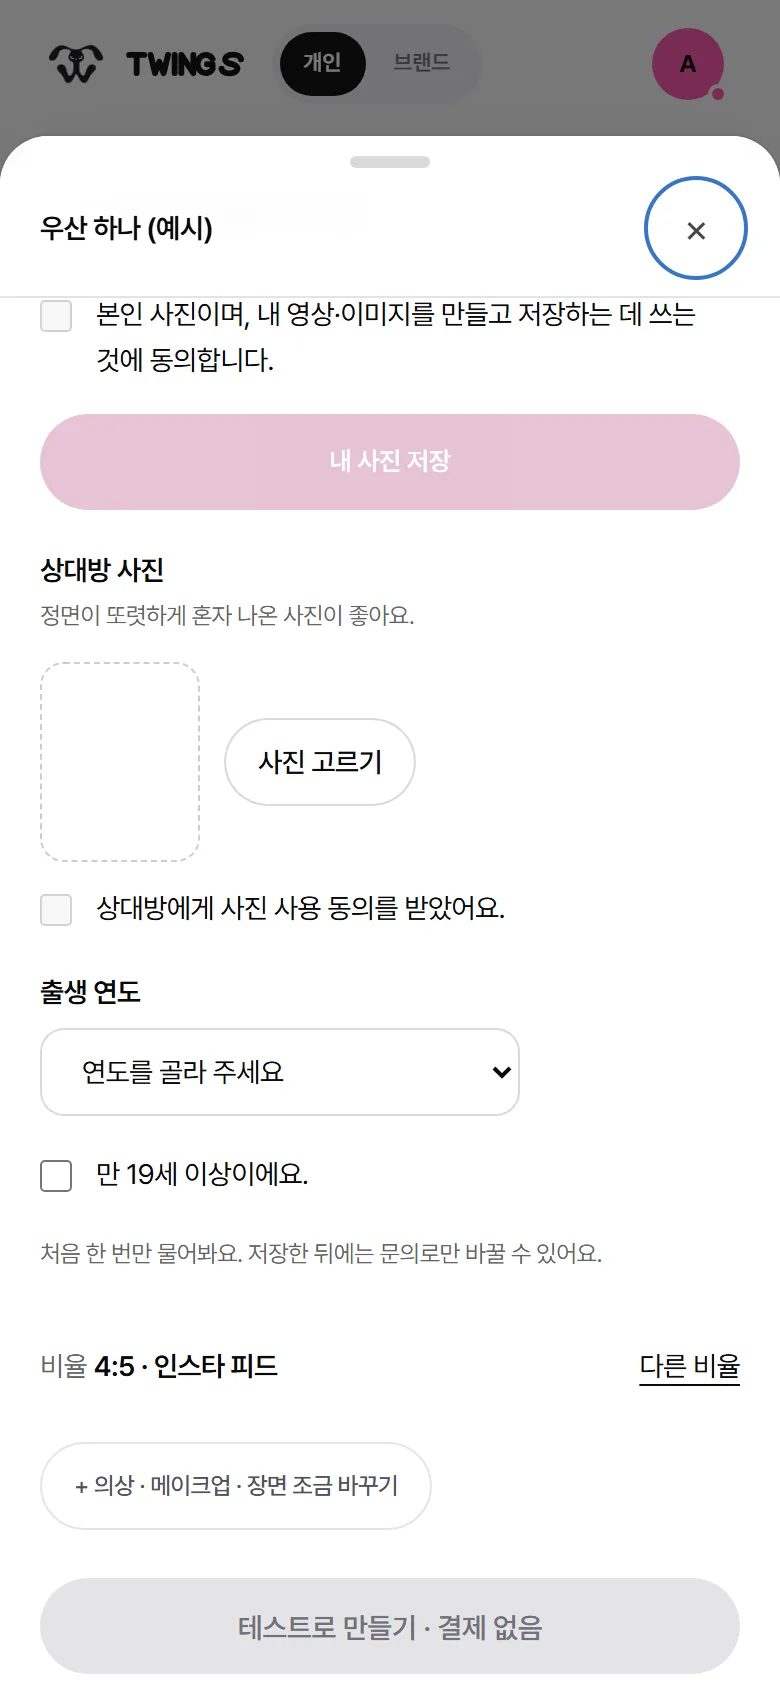 TWINGS
개인
브랜드
A
우산 하나 (예시)
×
본인 사진이며, 내 영상·이미지를 만들고 저장하는 데 쓰는
것에 동의합니다.
내 사진 저장
상대방 사진
정면이 또렷하게 혼자 나온 사진이 좋아요.
사진 고르기
상대방에게 사진 사용 동의를 받았어요.
출생 연도
연도를 골라 주세요
만 19세 이상이에요.
처음 한 번만 물어봐요. 저장한 뒤에는 문의로만 바꿀 수 있어요.
비율 4:5 · 인스타 피드
다른 비율
+ 의상 · 메이크업 · 장면 조금 바꾸기
테스트로 만들기 · 결제 없음